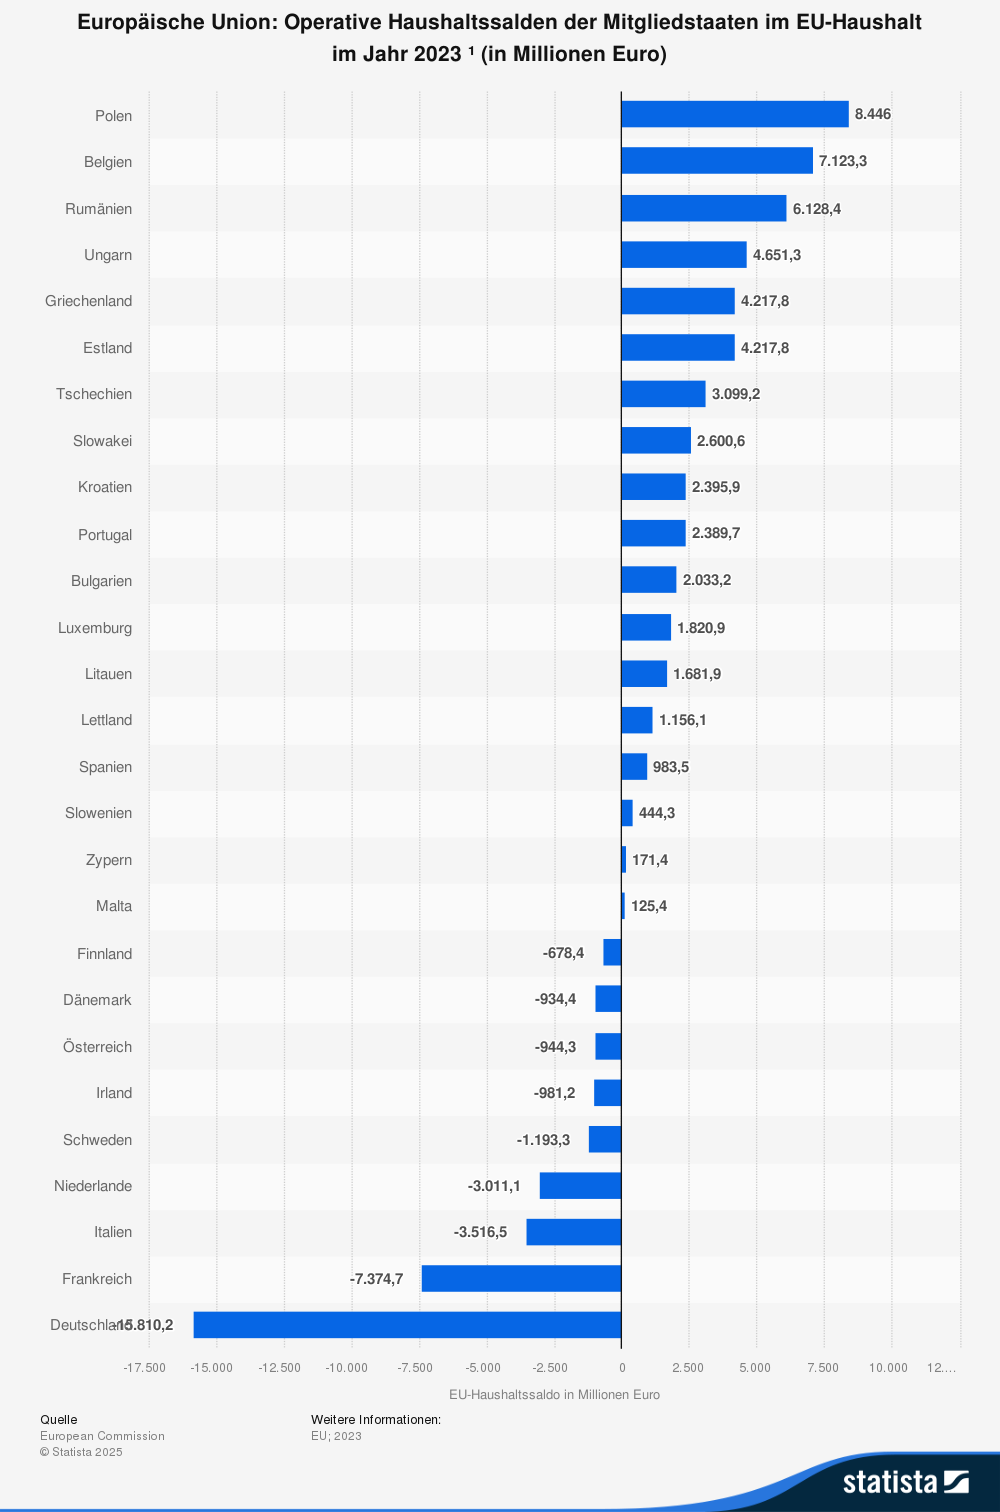 Europäische Union: Operative Haushaltssalden der Mitgliedstaaten im EU-Haushalt
im Jahr 2023 ¹ (in Millionen Euro)
Polen 8.446
Belgien 7.123,3
Rumänien 6.128,4
Ungarn 4.651,3
Griechenland 4.217,8
Estland 4.217,8
Tschechien 3.099,2
Slowakei 2.600,6
Kroatien 2.395,9
Portugal 2.389,7
Bulgarien 2.033,2
Luxemburg 1.820,9
Litauen 1.681,9
Lettland 1.156,1
Spanien 983,5
Slowenien 444,3
Zypern 171,4
Malta 125,4
Finnland -678,4
Dänemark -934,4
Österreich -944,3
Irland -981,2
Schweden -1.193,3
Niederlande -3.011,1
Italien -3.516,5
Frankreich -7.374,7
Deutschland -15.810,2
-17.500 -15.000 -12.500 -10.000 -7.500 -5.000 -2.500 0 2.500 5.000 7.500 10.000 12.…
EU-Haushaltssaldo in Millionen Euro
Quelle
European Commission
© Statista 2025
Weitere Informationen:
EU; 2023
statista